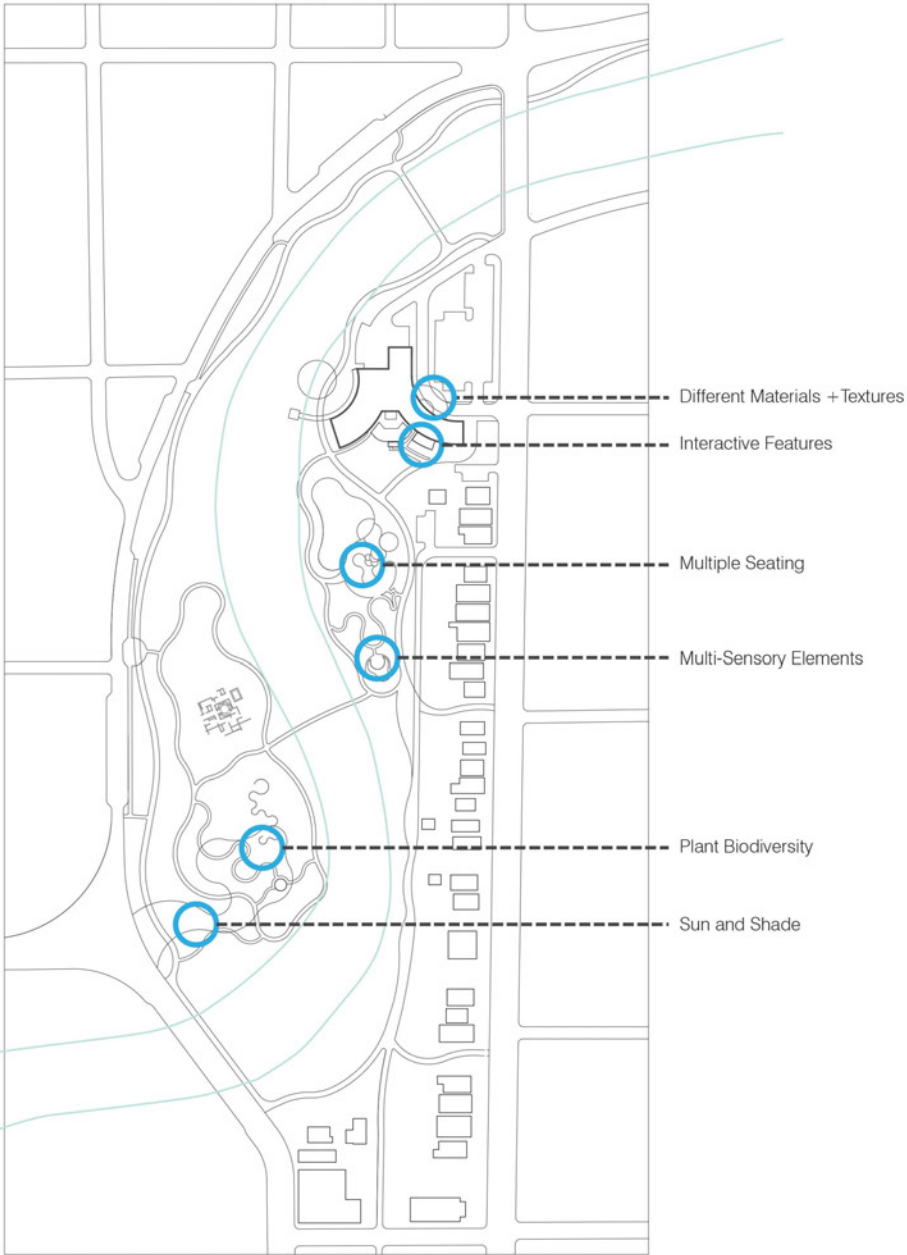 Different Materials +Textures
Interactive Features
Multiple Seating
Multi-Sensory Elements
Plant Biodiversity
Sun and Shade